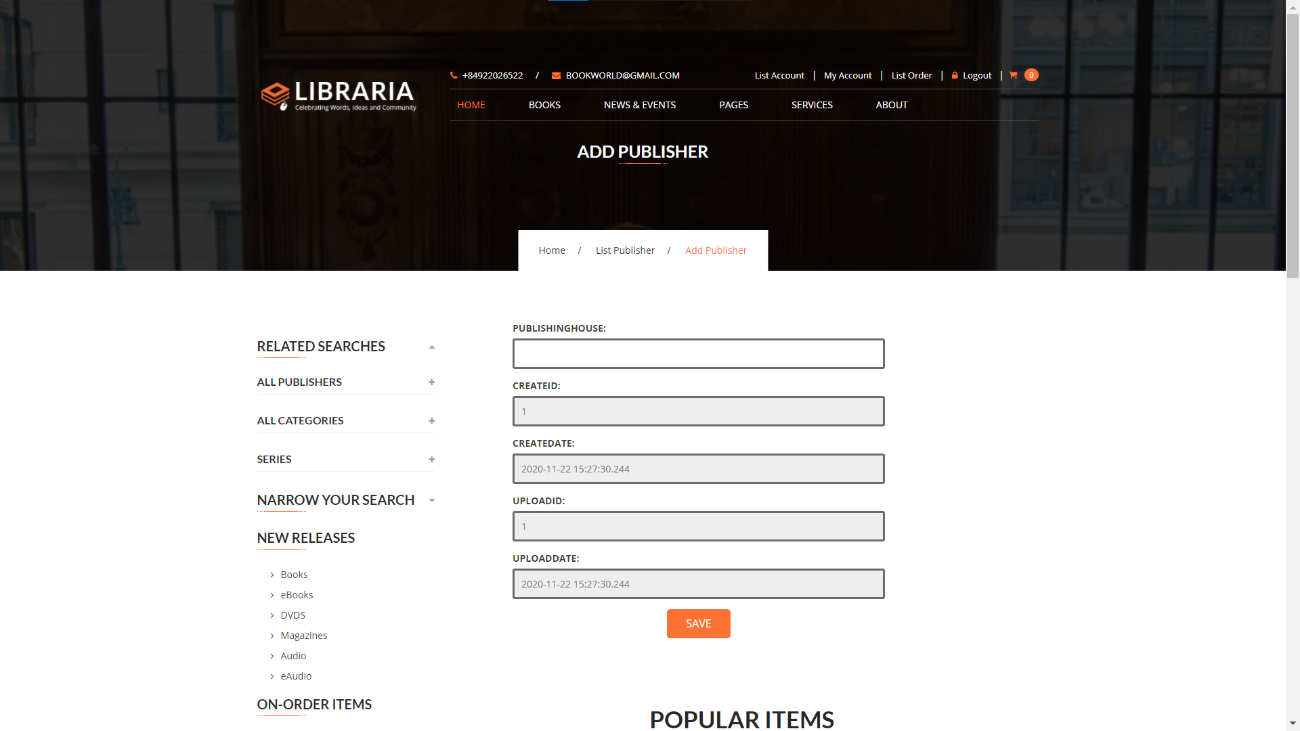 +84922026522 / BOOKWORLD@GMAIL.COM List Account | My Account | List Order | Logout | 0
LIBRARIA
Celebrating Words, Ideas and Community
HOME BOOKS NEWS & EVENTS PAGES SERVICES ABOUT
ADD PUBLISHER
Home / List Publisher / Add Publisher
RELATED SEARCHES
ALL PUBLISHERS +
ALL CATEGORIES +
SERIES +
NARROW YOUR SEARCH
NEW RELEASES
› Books
› eBooks
› DVDS
› Magazines
› Audio
› eAudio
ON-ORDER ITEMS
PUBLISHINGHOUSE:
CREATEID:
1
CREATEDATE:
2020-11-22 15:27:30.244
UPLOADID:
1
UPLOADDATE:
2020-11-22 15:27:30.244
SAVE
POPULAR ITEMS